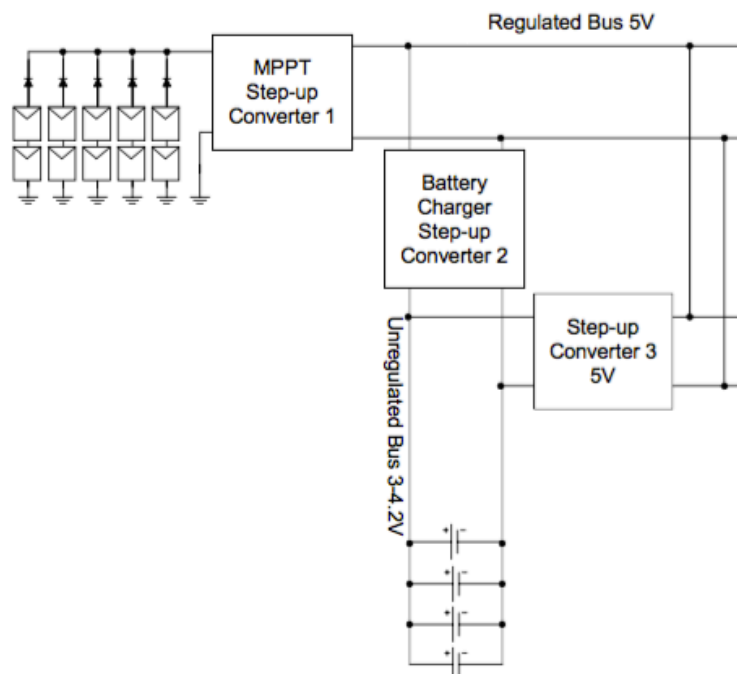 Regulated Bus 5V
MPPT
Step-up
Converter 1
Battery
Charger
Step-up
Converter 2
Step-up
Converter 3
5V
Unregulated Bus 3-4.2V
+ −
+ −
+ −
+ −